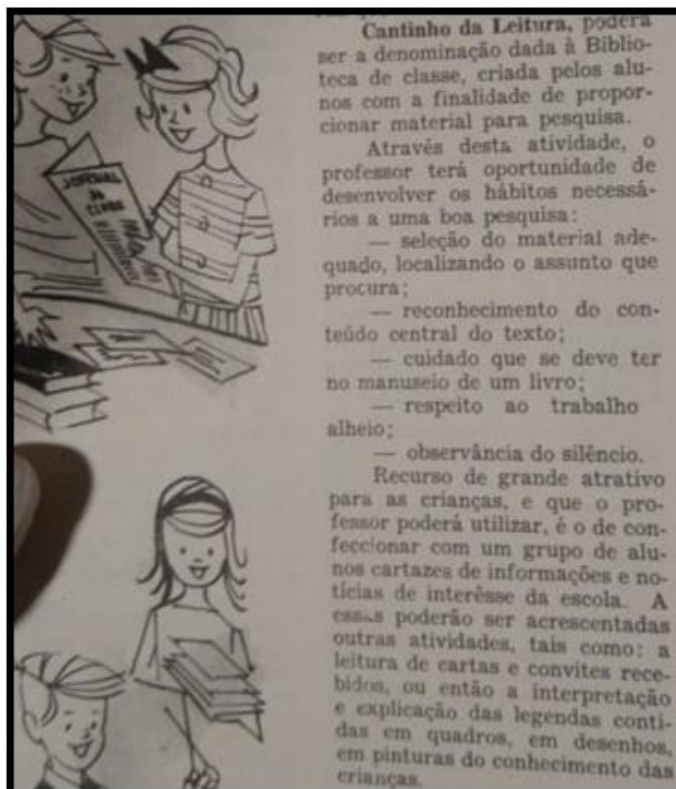 JORNAL
DA
CLASSE
Cantinho da Leitura, poderá
ser a denominação dada à Biblio-
teca de classe, criada pelos alu-
nos com a finalidade de propor-
cionar material para pesquisa.
Através desta atividade, o
professor terá oportunidade de
desenvolver os hábitos necessá-
rios a uma boa pesquisa:
— seleção do material ade-
quado, localizando o assunto que
procura;
— reconhecimento do con-
teúdo central do texto;
— cuidado que se deve ter
no manuseio de um livro;
— respeito ao trabalho
alheio;
— observância do silêncio.
Recurso de grande atrativo
para as crianças, e que o pro-
fessor poderá utilizar, é o de con-
feccionar com um grupo de alu-
nos cartazes de informações e no-
tícias de interêsse da escola. A
essas poderão ser acrescentadas
outras atividades, tais como: a
leitura de cartas e convites rece-
bidos, ou então a interpretação
e explicação das legendas conti-
das em quadros, em desenhos,
em pinturas do conhecimento das
crianças.